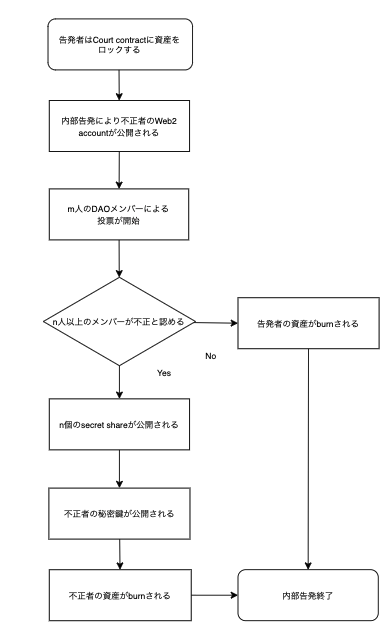 告発者はCourt contractに資産を
ロックする
内部告発により不正者のWeb2
accountが公開される
m人のDAOメンバーによる
投票が開始
n人以上のメンバーが不正と認める
告発者の資産がburnされる
No
Yes
n個のsecret shareが公開される
不正者の秘密鍵が公開される
不正者の資産がburnされる
内部告発終了